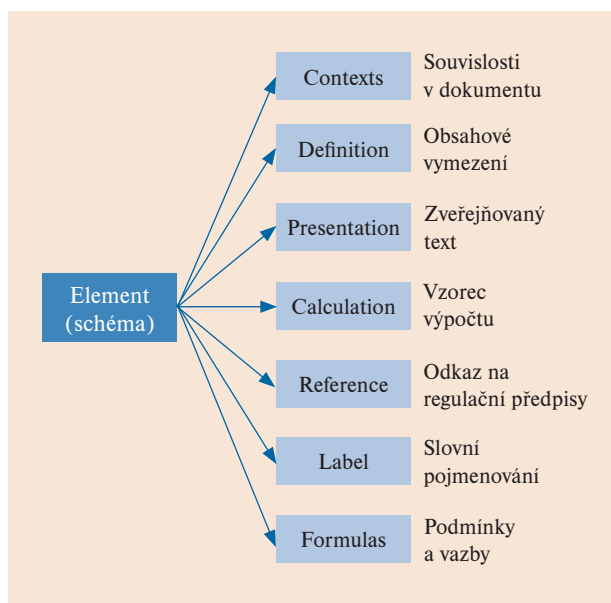 Contexts
Souvislosti
v dokumentu
Definition
Obsahové
vymezení
Presentation
Zveřejňovaný
text
Element
(schéma)
Calculation
Vzorec
výpočtu
Reference
Odkaz na
regulační předpisy
Label
Slovní
pojmenování
Formulas
Podmínky
a vazby